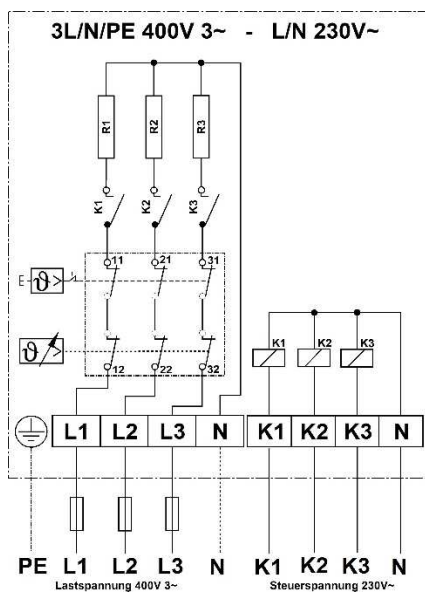 3L/N/PE 400V 3~ - L/N 230V~
R1 R2 R3
K1 K2 K3
11 21 31
E ϑ >
ϑ >
K1 K2 K3
12 22 32
L1 L2 L3 N K1 K2 K3 N
PE L1 L2 L3 N K1 K2 K3 N
Lastspannung 400V 3~ Steuerspannung 230V~